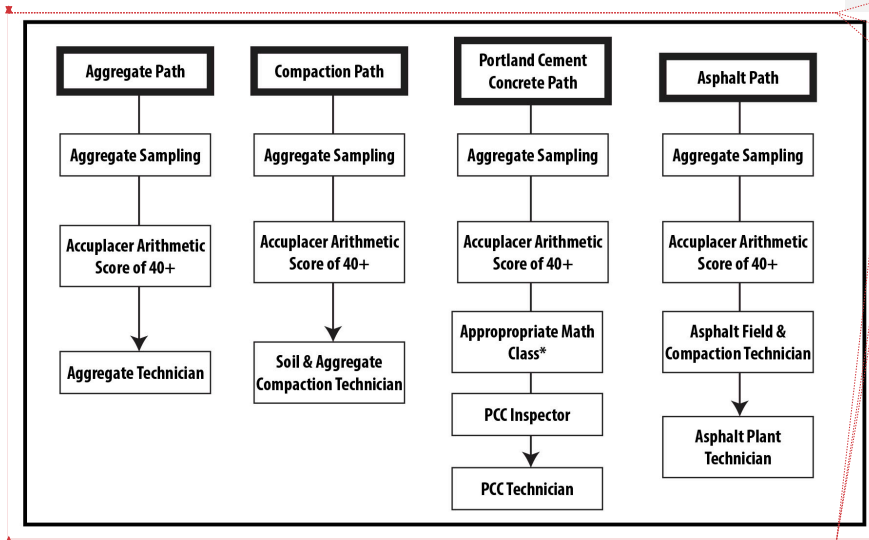 Aggregate Path
Aggregate Sampling
Accuplacer Arithmetic
Score of 40+
Aggregate Technician
Compaction Path
Aggregate Sampling
Accuplacer Arithmetic
Score of 40+
Soil & Aggregate
Compaction Technician
Portland Cement
Concrete Path
Aggregate Sampling
Accuplacer Arithmetic
Score of 40+
Appropropriate Math
Class*
PCC Inspector
PCC Technician
Asphalt Path
Aggregate Sampling
Accuplacer Arithmetic
Score of 40+
Asphalt Field &
Compaction Technician
Asphalt Plant
Technician